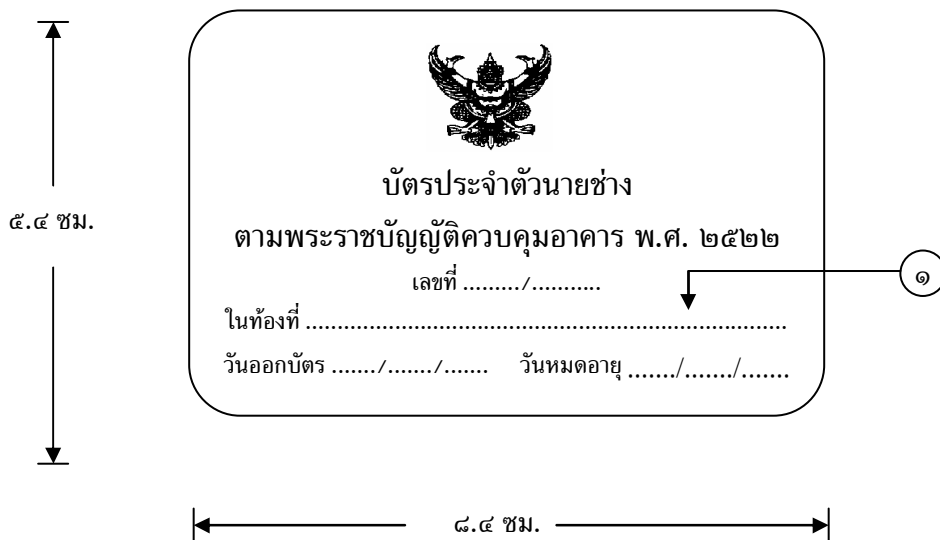 บัตรประจำตัวนายช่าง
ตามพระราชบัญญัติควบคุมอาคาร พ.ศ. ๒๕๒๒
๕.๔ ซม.
เลขที่ ........./...........
๑
ในท้องที่ ............................................................................
วันออกบัตร ......./......./....... วันหมดอายุ ......./......./.......
๘.๔ ซม.